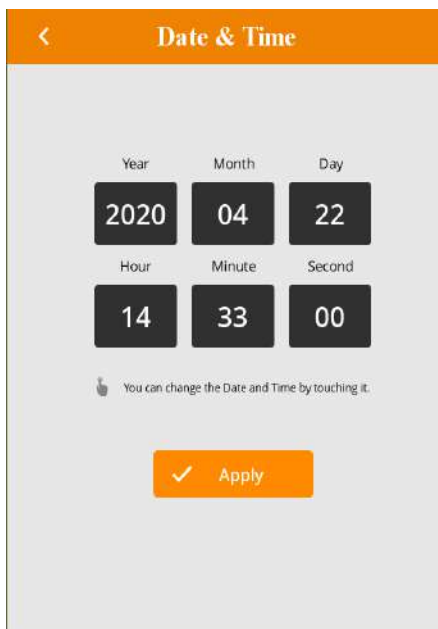 Date & Time
Year Month Day
2020 04 22
Hour Minute Second
14 33 00
You can change the Date and Time by touching it.
Apply